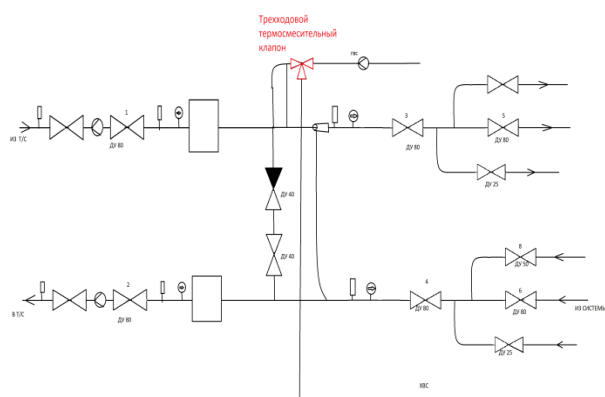 Трехходовой
термосмесительный
клапон
гвс
1
3
5
ИЗ Т/С
ДУ 80
ДУ 80
ДУ 80
ДУ 25
ДУ 40
ДУ 40
8
ДУ 50
2
4
6
В Т/С
ДУ 80
ДУ 80
ДУ 80
ИЗ СИСТЕМЫ
ДУ 25
ХВС